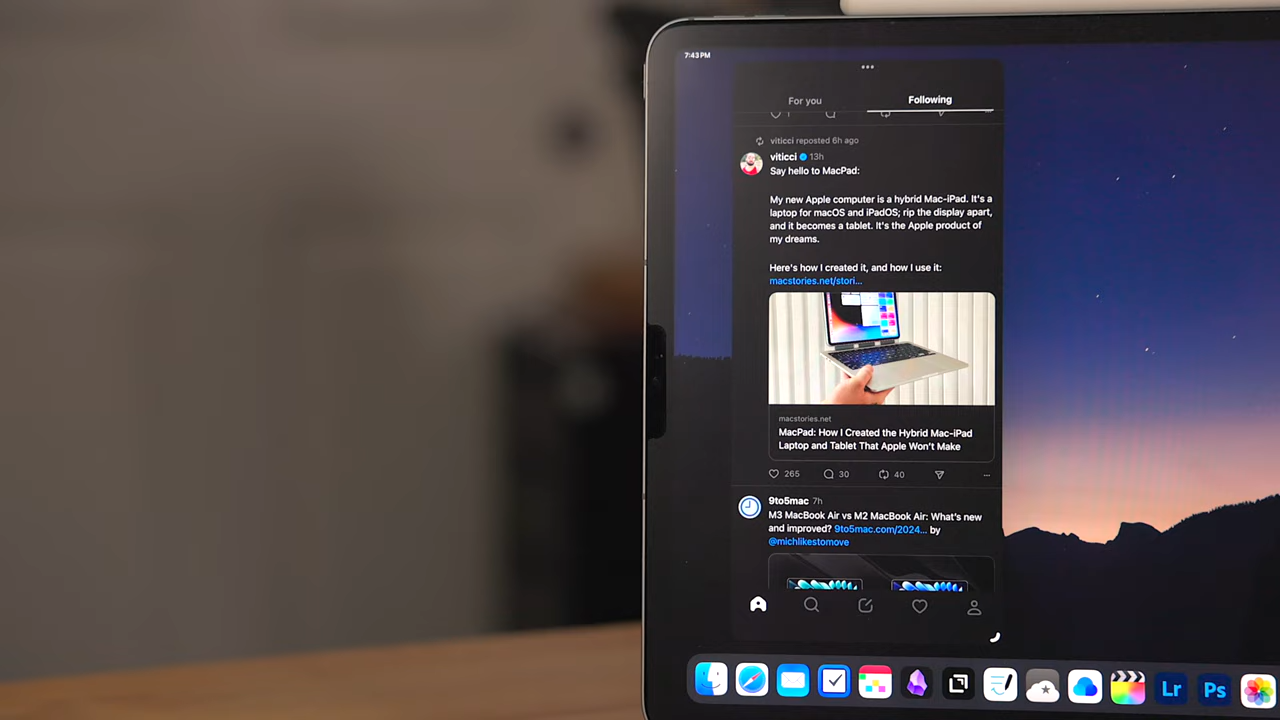 7:43 PM
For you
Following
1
viticci reposted 6h ago
viticci 13h
Say hello to MacPad:
My new Apple computer is a hybrid Mac-iPad. It's a
laptop for macOS and iPadOS; rip the display apart,
and it becomes a tablet. It's the Apple product of
my dreams.
Here's how I created it, and how I use it:
macstories.net/stori...
macstories.net
MacPad: How I Created the Hybrid Mac-iPad
Laptop and Tablet That Apple Won't Make
265 30 40
9to5mac 7h
M3 MacBook Air vs M2 MacBook Air: What's new
and improved? 9to5mac.com/2024... by
@michlikestomove
Lr
Ps